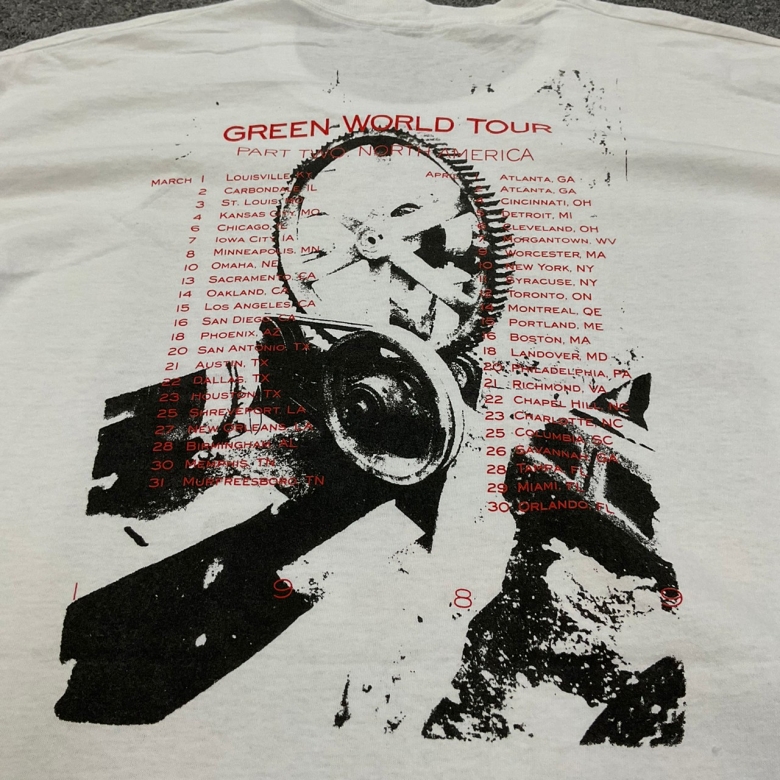 GREEN WORLD TOUR
PART TWO, NORTH AMERICA
MARCH 1 LOUISVILLE, KY
2 CARBONDALE, IL
3 ST. LOUIS, MO
4 KANSAS CITY, MO
6 CHICAGO,
7 IOWA CITY, IA
8 MINNEAPOLIS, MN
10 OMAHA, NE
13 SACRAMENTO, CA
14 OAKLAND, CA
15 LOS ANGELES, CA
16 SAN DIEGO, CA
18 PHOENIX, AZ
20 SAN ANTONIO, TX
21 AUSTIN, TX
22 DALLAS, TX
23 HOUSTON, TX
25 SHREVEPORT, LA
27 NEW ORLEANS, LA
28 BIRMINGHAM, AL
30 MEMPHIS, TN
31 MURFREESBORO, TN
APRIL ATLANTA, GA
ATLANTA, GA
CINCINNATI, OH
DETROIT, MI
CLEVELAND, OH
MORGANTOWN, WV
WORCESTER, MA
NEW YORK, NY
SYRACUSE, NY
TORONTO, ON
MONTREAL, QE
PORTLAND, ME
BOSTON, MA
18 LANDOVER, MD
20 PHILADELPHIA, PA
21 RICHMOND, VA
22 CHAPEL HILL, NC
23 CHARLOTTE, NC
25 COLUMBIA, SC
26 SAVANNAH, GA
28 TAMPA, FL
29 MIAMI, FL
30 ORLANDO, FL
1 9 8 9